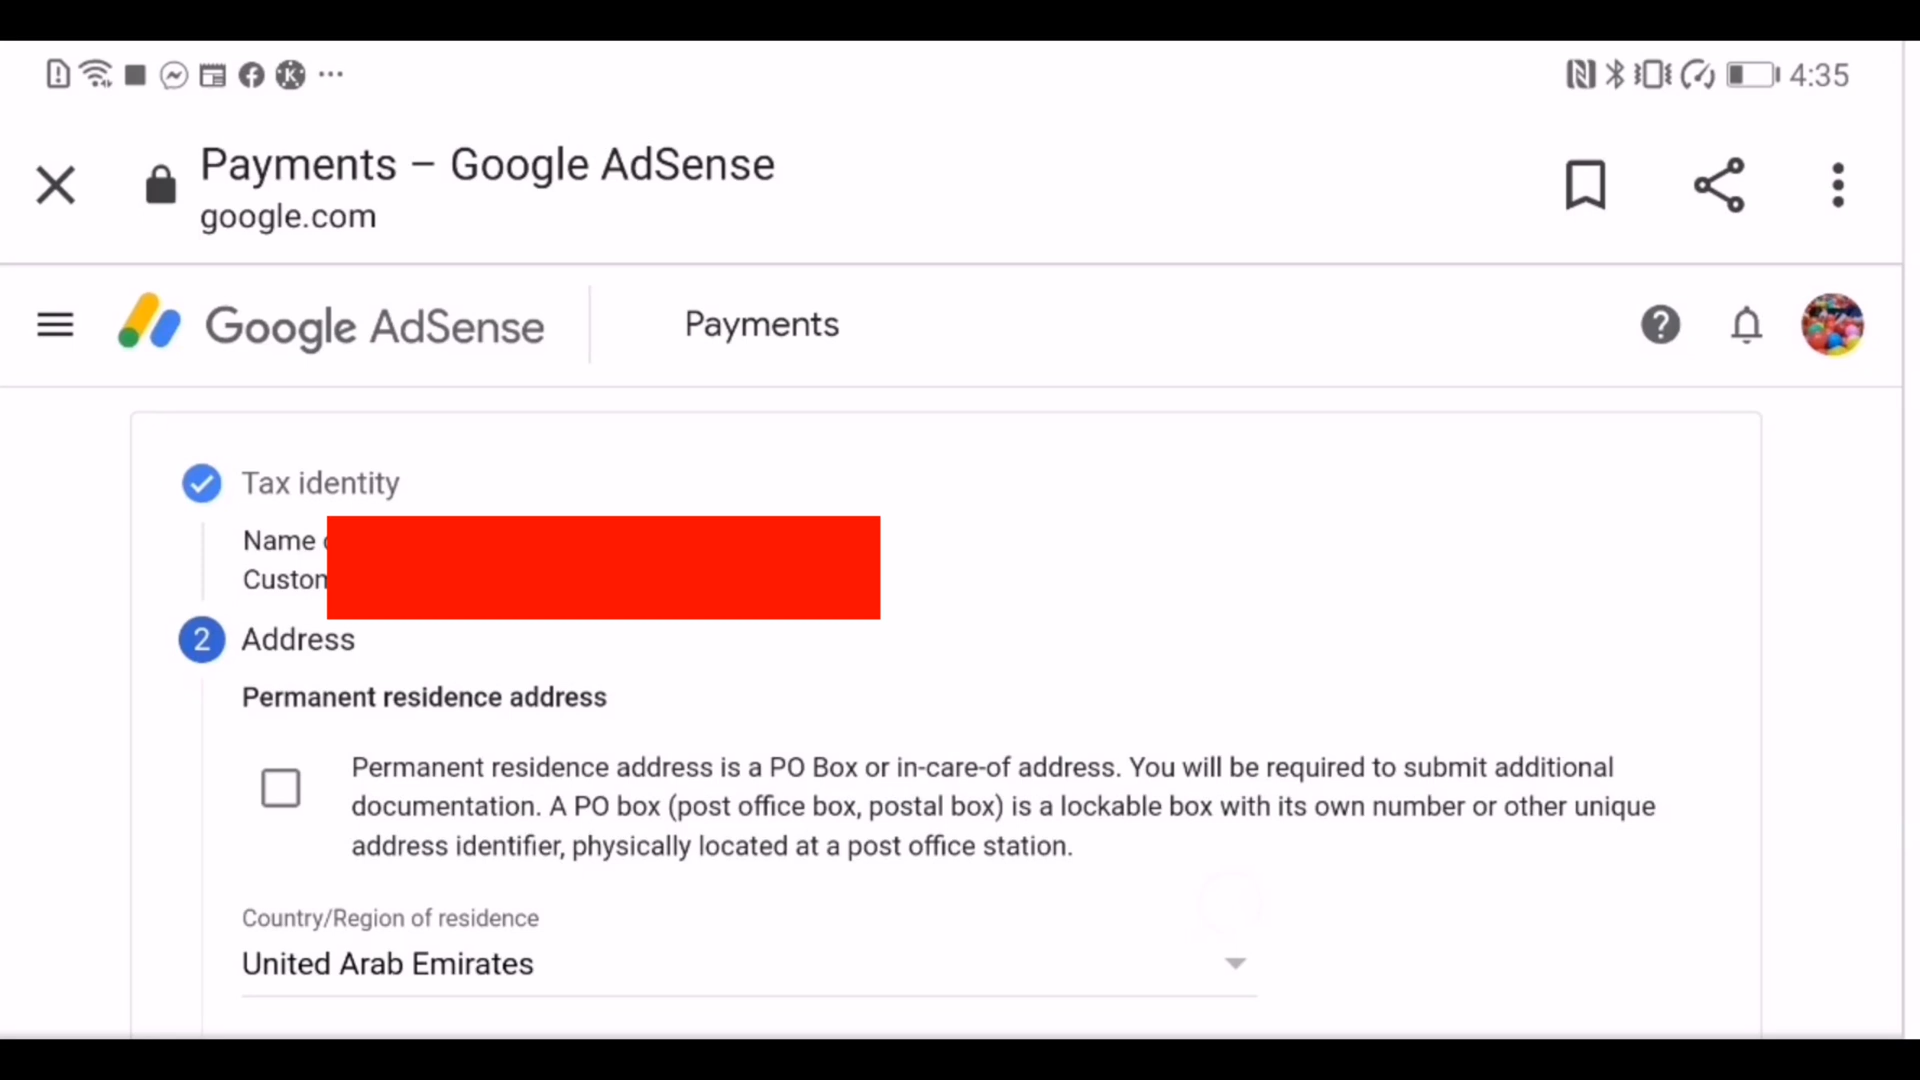 4:35
Payments – Google AdSense
google.com
Google AdSense
Payments
Tax identity
Name
2 Address
Permanent residence address
Permanent residence address is a PO Box or in-care-of address. You will be required to submit additional
documentation. A PO box (post office box, postal box) is a lockable box with its own number or other unique
address identifier, physically located at a post office station.
Country/Region of residence
United Arab Emirates